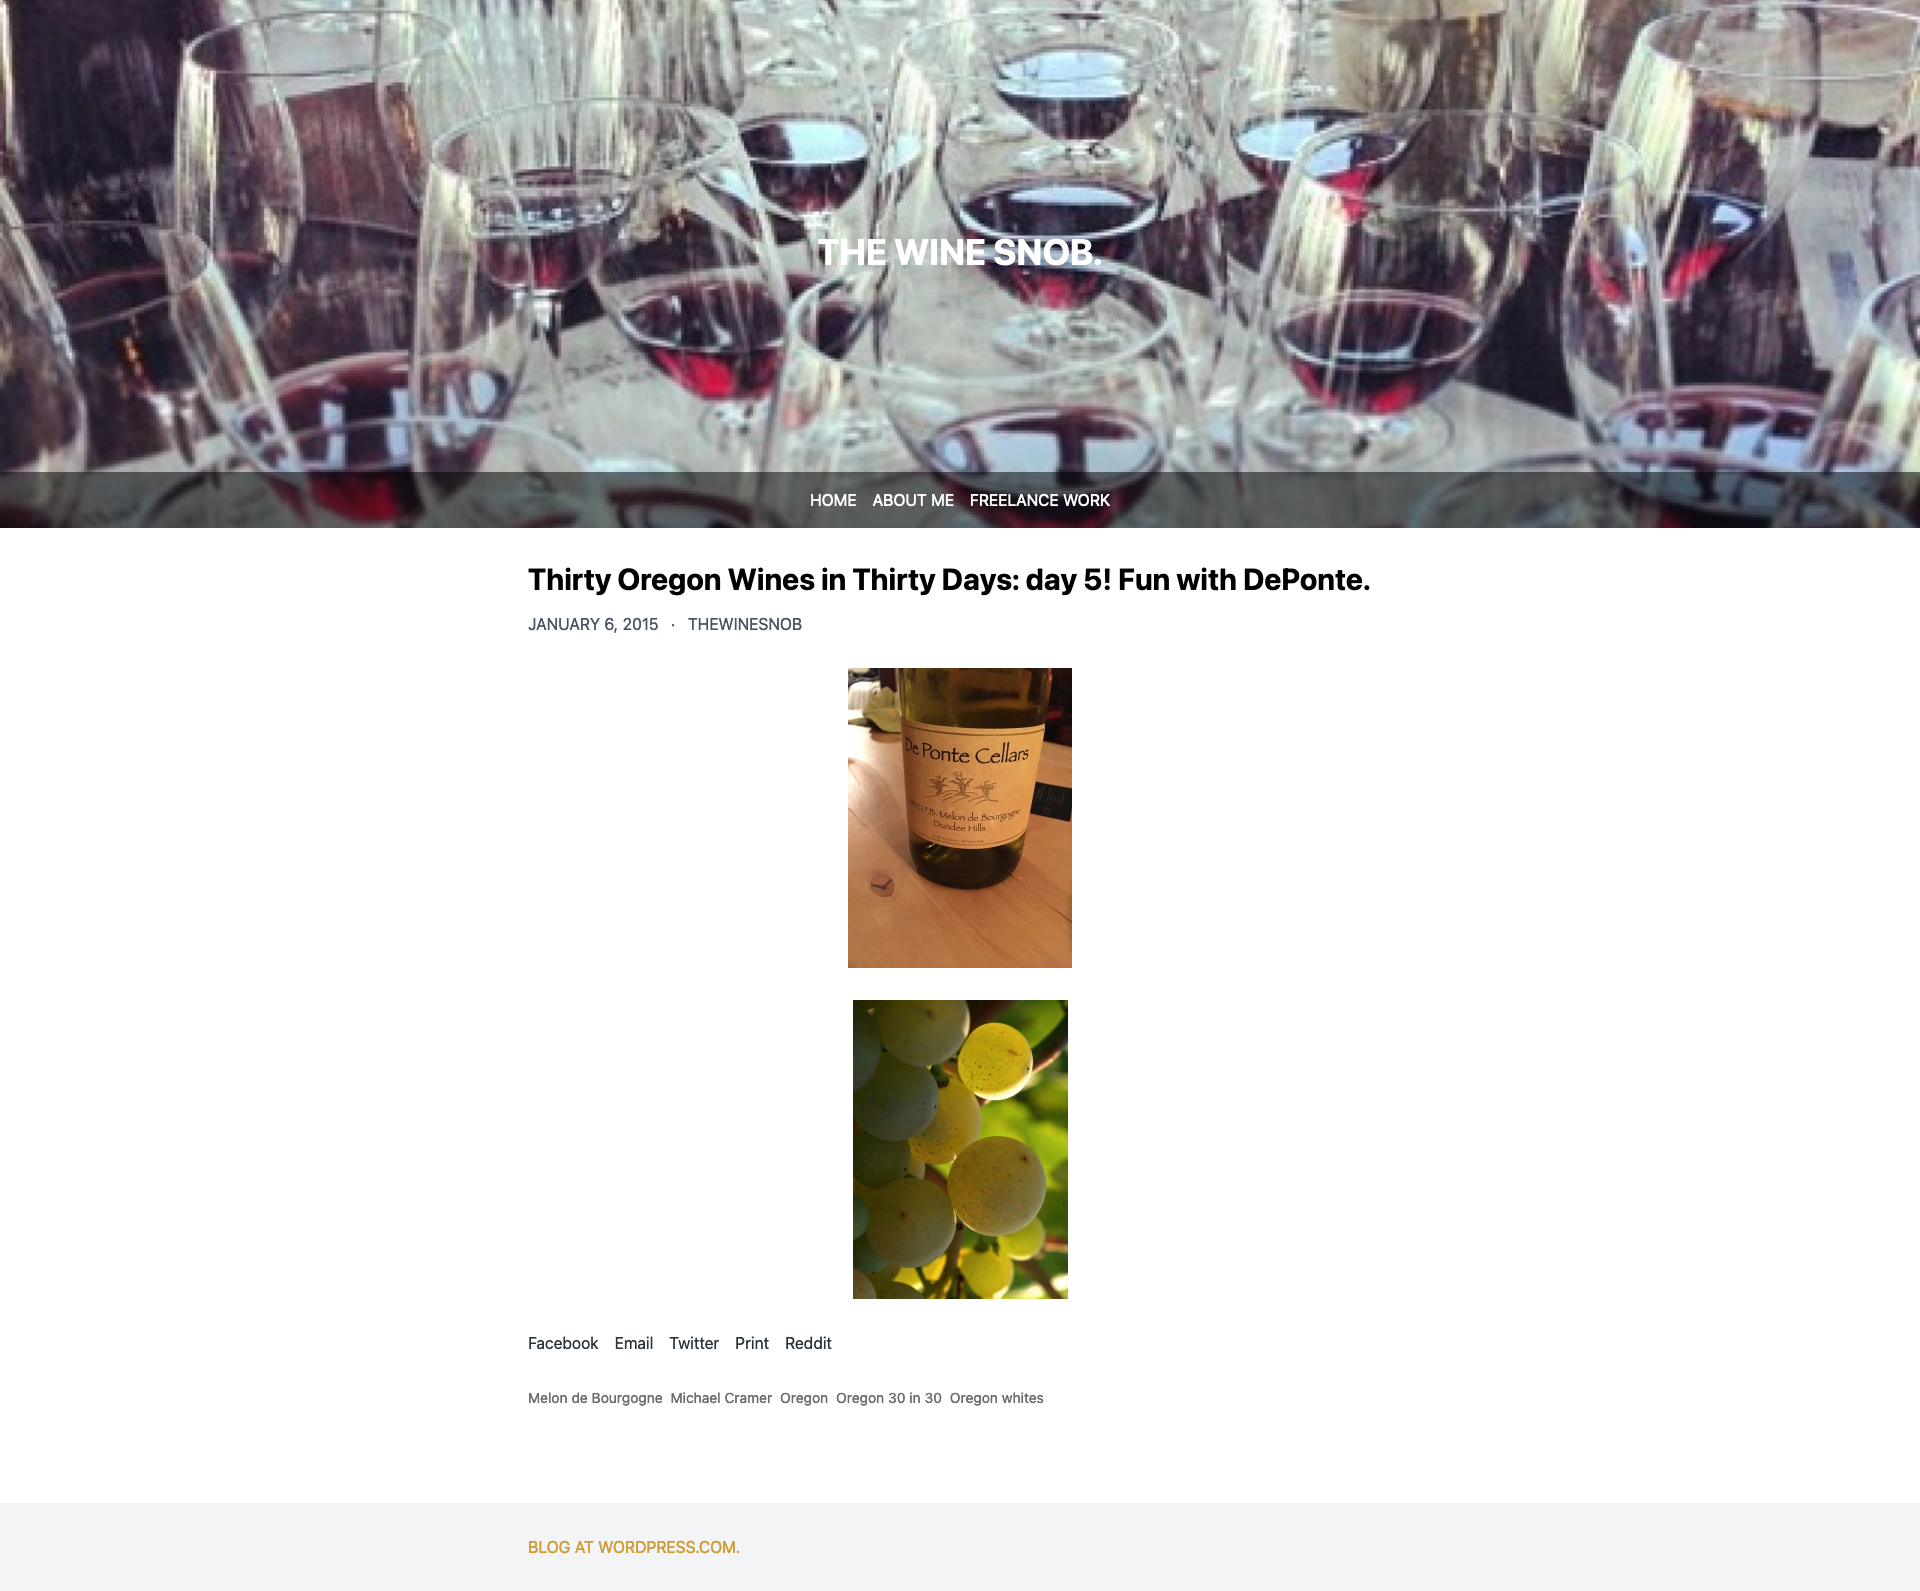 THE WINE SNOB.
HOME ABOUT ME FREELANCE WORK
Thirty Oregon Wines in Thirty Days: day 5! Fun with DePonte.
JANUARY 6, 2015 · THEWINESNOB
De Ponte Cellars
D.F.B. Melon de Bourgogne
Dundee Hills
Facebook Email Twitter Print Reddit
Melon de Bourgogne Michael Cramer Oregon Oregon 30 in 30 Oregon whites
BLOG AT WORDPRESS.COM.